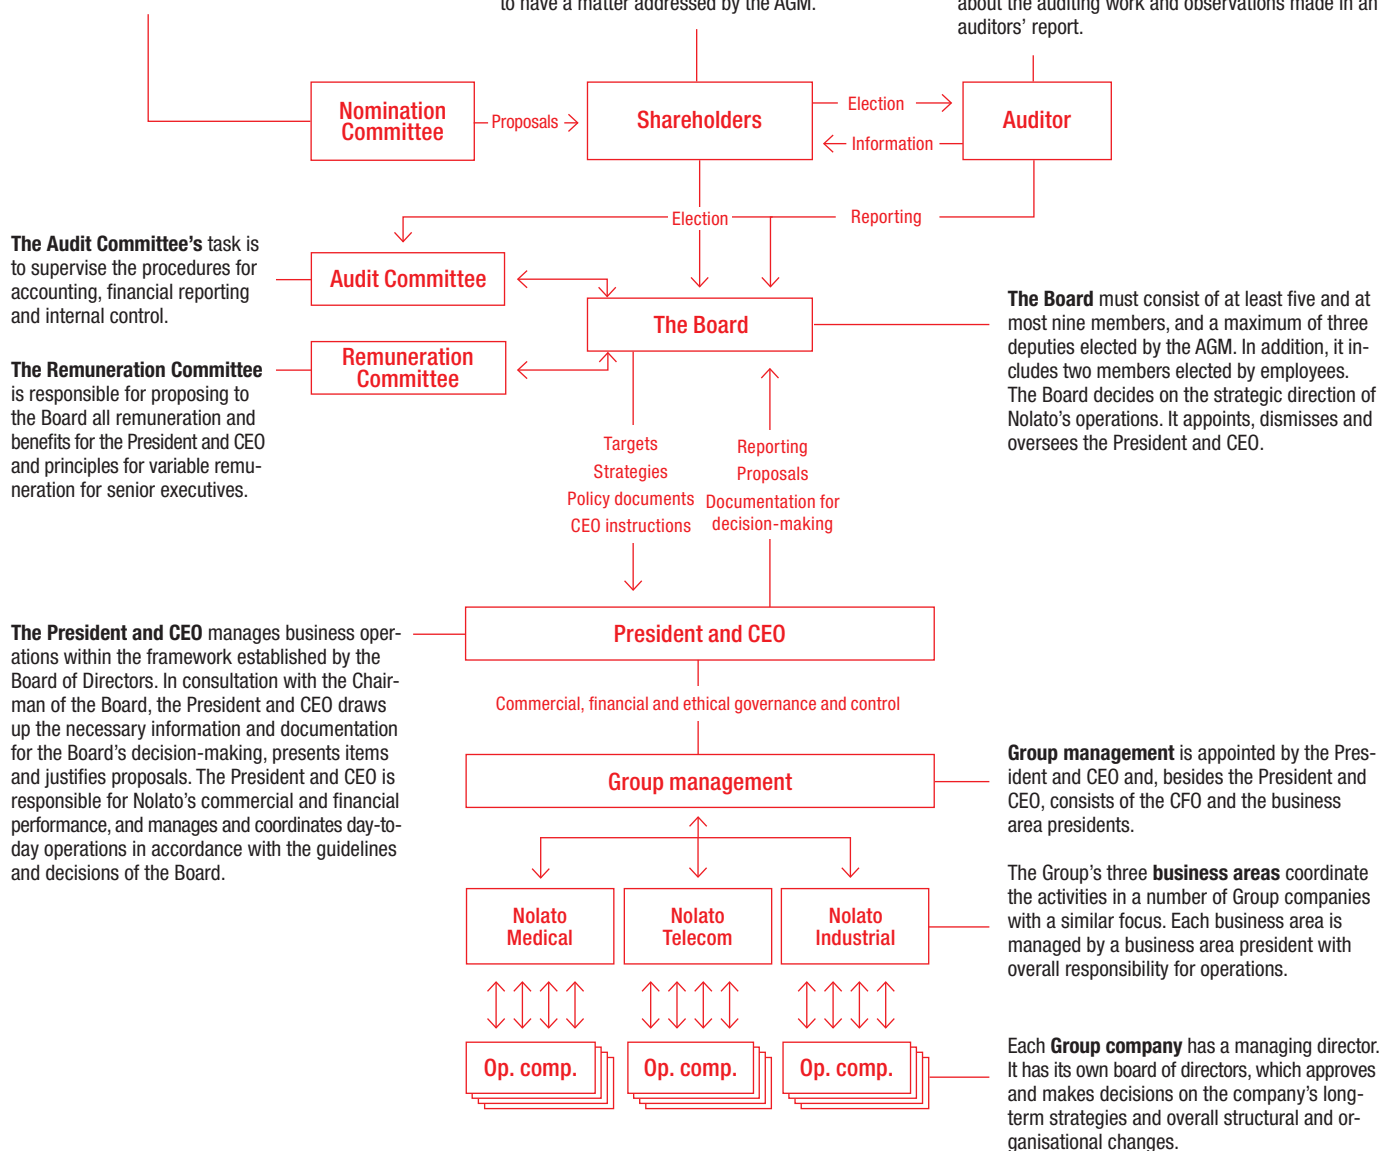 to have a matter addressed by the AGM.
about the auditing work and observations made in an
auditors’ report.
Nomination
Committee
Proposals
Shareholders
Election
Information
Auditor
Election
Reporting
The Audit Committee’s task is
to supervise the procedures for
accounting, financial reporting
and internal control.
Audit Committee
The Board
The Board must consist of at least five and at
most nine members, and a maximum of three
deputies elected by the AGM. In addition, it in-
cludes two members elected by employees.
The Board decides on the strategic direction of
Nolato’s operations. It appoints, dismisses and
oversees the President and CEO.
The Remuneration Committee
is responsible for proposing to
the Board all remuneration and
benefits for the President and CEO
and principles for variable remu-
neration for senior executives.
Remuneration
Committee
Targets
Strategies
Policy documents
CEO instructions
Reporting
Proposals
Documentation for
decision-making
The President and CEO manages business oper-
ations within the framework established by the
Board of Directors. In consultation with the Chair-
man of the Board, the President and CEO draws
up the necessary information and documentation
for the Board’s decision-making, presents items
and justifies proposals. The President and CEO is
responsible for Nolato’s commercial and financial
performance, and manages and coordinates day-to-
day operations in accordance with the guidelines
and decisions of the Board.
President and CEO
Commercial, financial and ethical governance and control
Group management
Group management is appointed by the Pres-
ident and CEO and, besides the President and
CEO, consists of the CFO and the business
area presidents.
Nolato
Medical
Nolato
Telecom
Nolato
Industrial
The Group’s three business areas coordinate
the activities in a number of Group companies
with a similar focus. Each business area is
managed by a business area president with
overall responsibility for operations.
Op. comp.
Op. comp.
Op. comp.
Each Group company has a managing director.
It has its own board of directors, which approves
and makes decisions on the company’s long-
term strategies and overall structural and or-
ganisational changes.